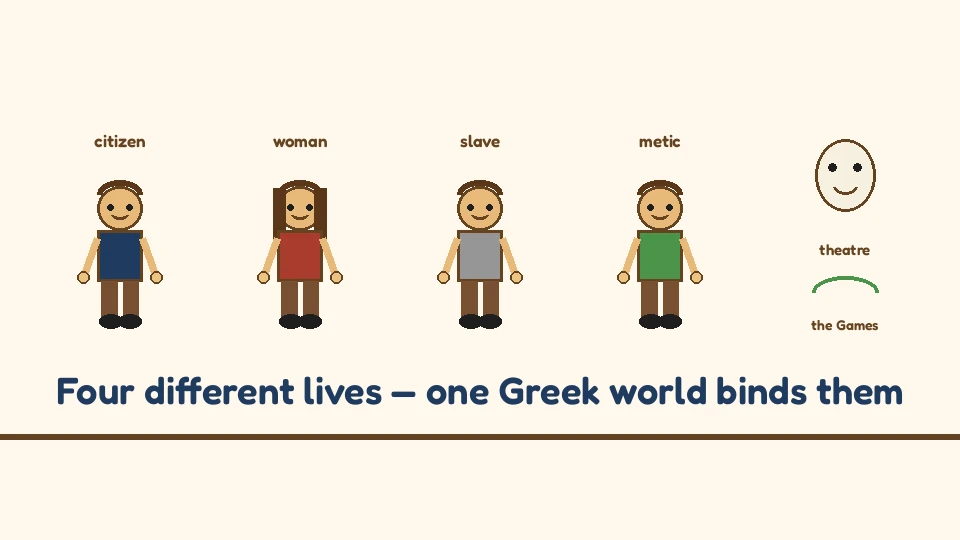 citizen
woman
slave
metic
theatre
the Games
Four different lives — one Greek world binds them